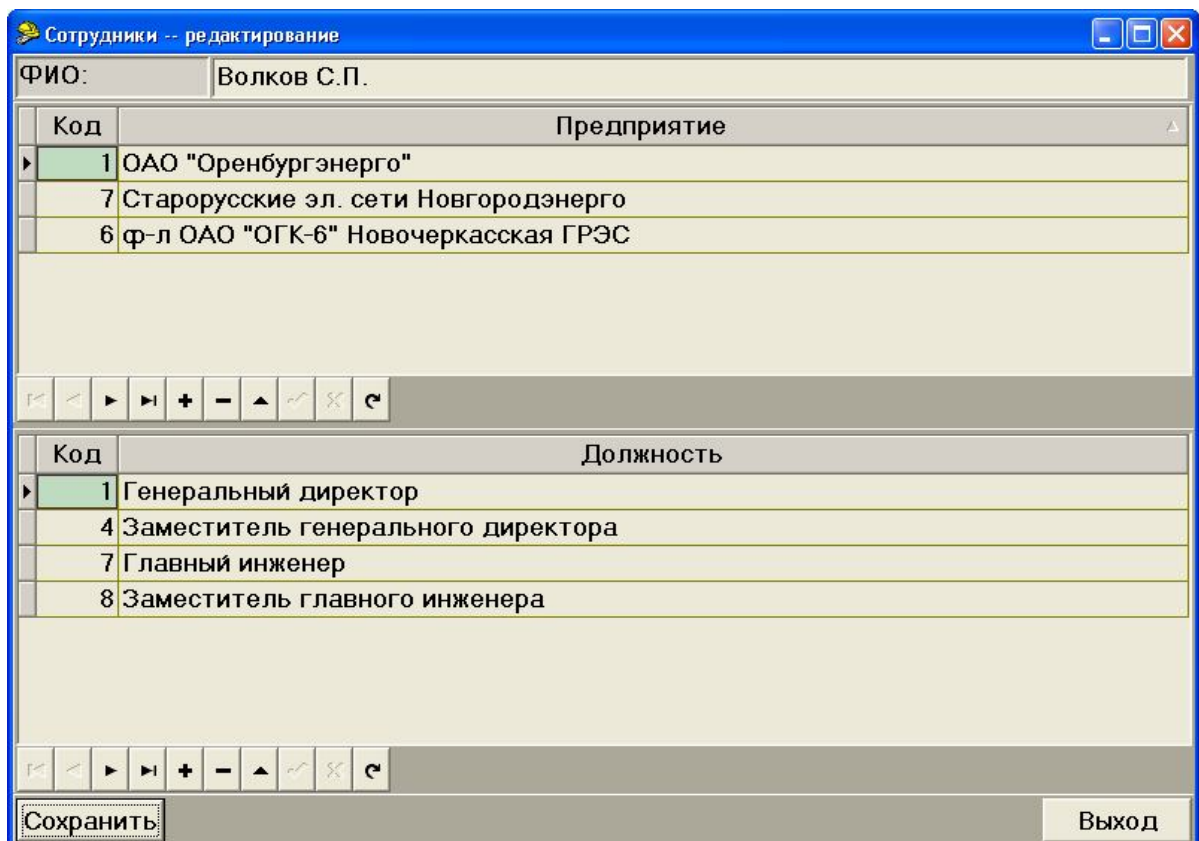 Сотрудники -- редактирование
ФИО: Волков С.П.
Код Предприятие
1 ОАО "Оренбургэнерго"
7 Старорусские эл. сети Новгородэнерго
6 ф-л ОАО "ОГК-6" Новочеркасская ГРЭС
Код Должность
1 Генеральный директор
4 Заместитель генерального директора
7 Главный инженер
8 Заместитель главного инженера
Сохранить Выход